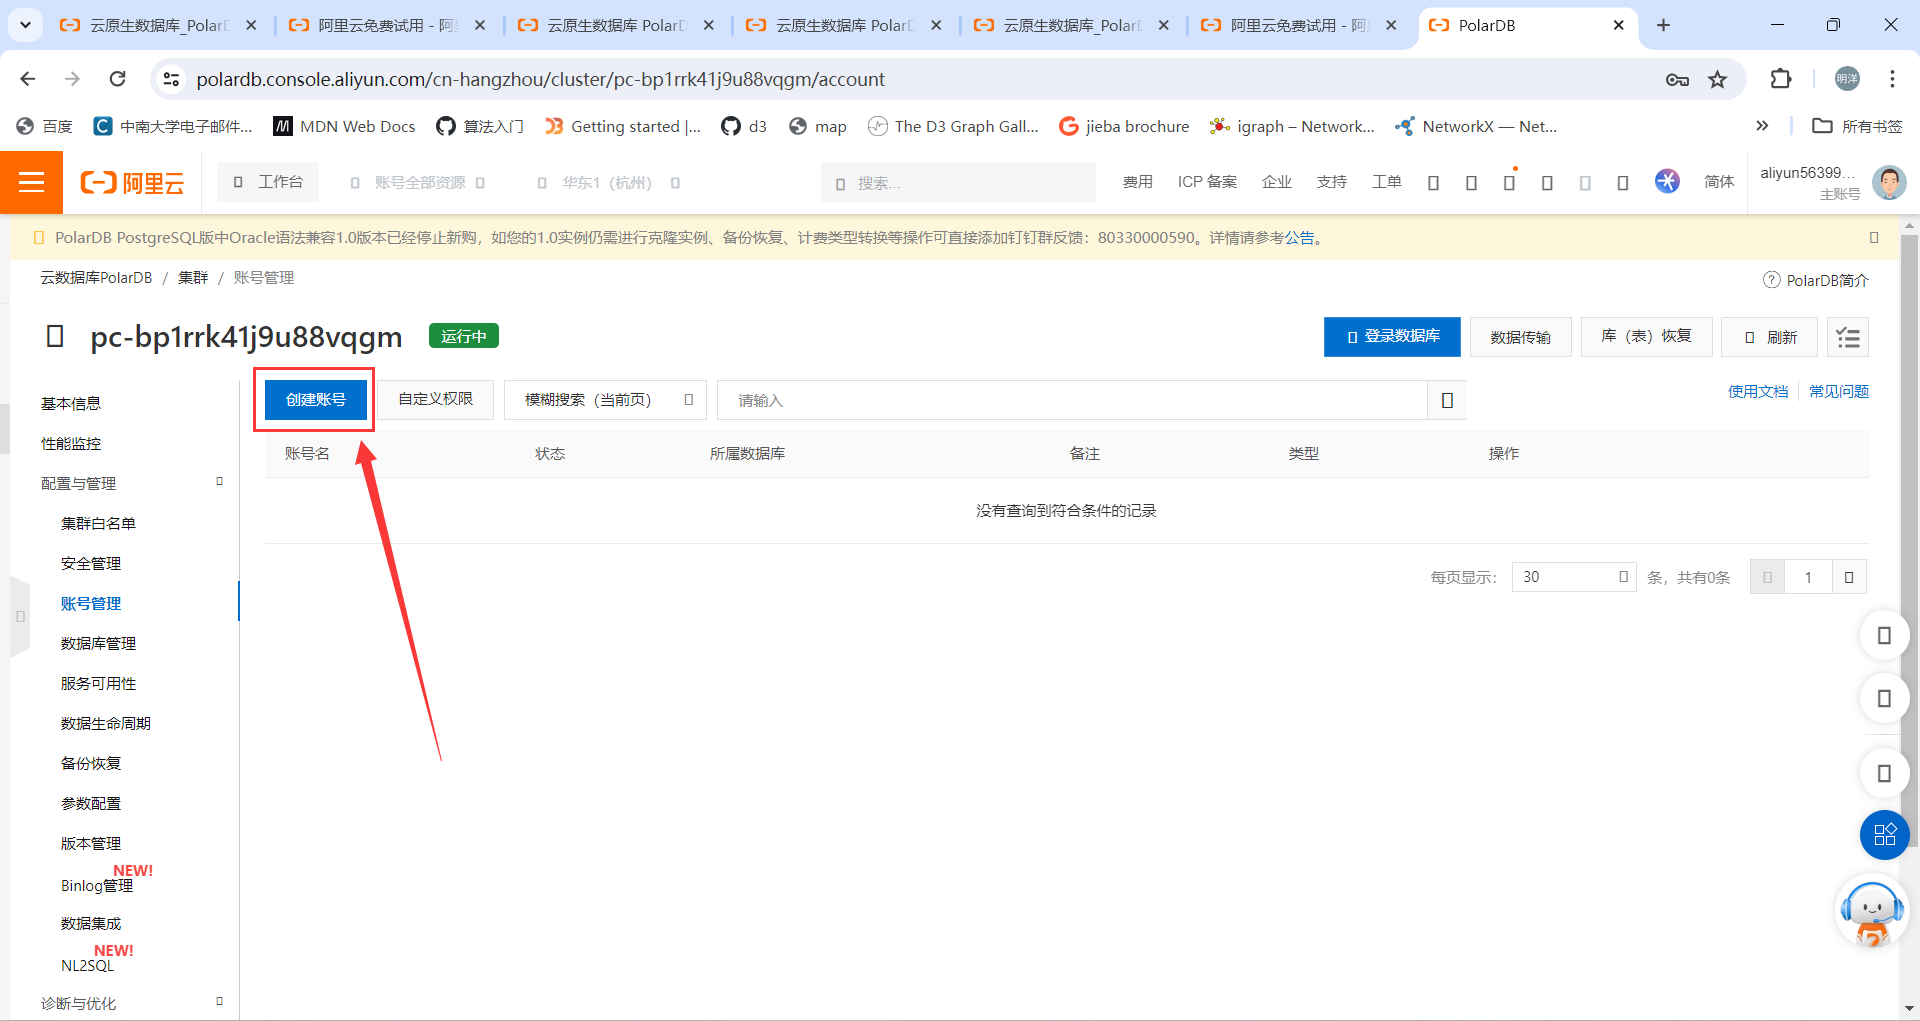 云原生数据库_Polar
阿里云免费试用 - 阿
云原生数据库 Polar
云原生数据库 Polar
云原生数据库_Polar
阿里云免费试用 - 阿
PolarDB
polardb.console.aliyun.com/cn-hangzhou/cluster/pc-bp1rrk41j9u88vqgm/account
明洋
百度
中南大学电子邮件...
MDN Web Docs
算法入门
Getting started |...
d3
map
The D3 Graph Gall...
jieba brochure
igraph – Network...
NetworkX — Net...
所有书签
阿里云
工作台
账号全部资源
华东1（杭州）
搜索...
费用
ICP 备案
企业
支持
工单
简体
aliyun56399...
主账号
PolarDB PostgreSQL版中Oracle语法兼容1.0版本已经停止新购，如您的1.0实例仍需进行克隆实例、备份恢复、计费类型转换等操作可直接添加钉钉群反馈：80330000590。详情请参考公告。
云数据库PolarDB / 集群 / 账号管理
PolarDB简介
pc-bp1rrk41j9u88vqgm
运行中
登录数据库
数据传输
库（表）恢复
刷新
基本信息
性能监控
配置与管理
集群白名单
安全管理
账号管理
数据库管理
服务可用性
数据生命周期
备份恢复
参数配置
版本管理
NEW!
Binlog管理
数据集成
NEW!
NL2SQL
诊断与优化
创建账号
自定义权限
模糊搜索（当前页）
请输入
使用文档
常见问题
账号名
状态
所属数据库
备注
类型
操作
没有查询到符合条件的记录
每页显示：
30
条，共有0条
1